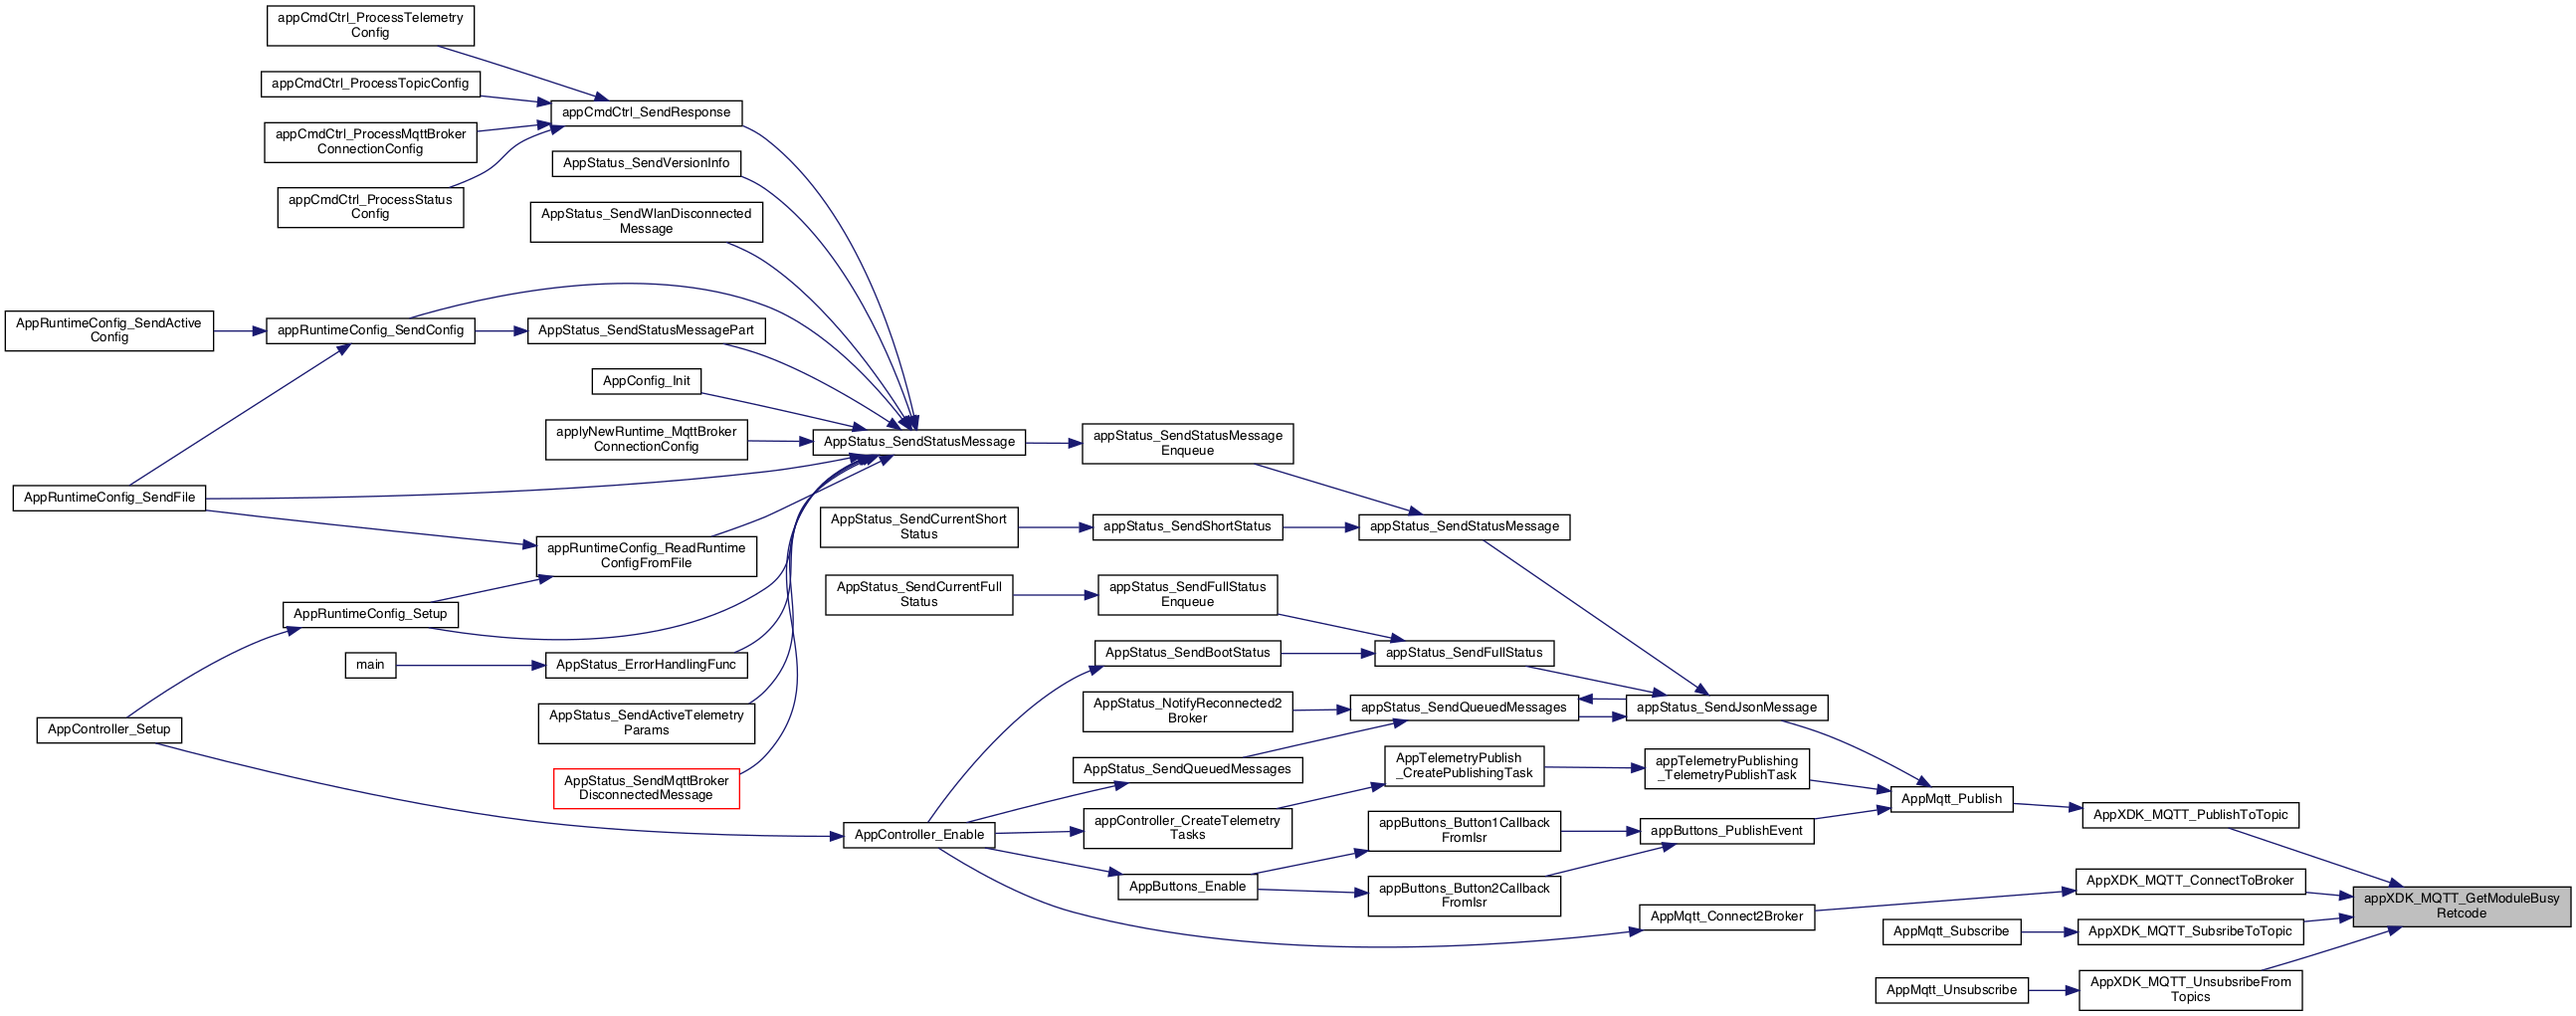 appCmdCtrl_ProcessTelemetry
Config
appCmdCtrl_ProcessTopicConfig
appCmdCtrl_SendResponse
appCmdCtrl_ProcessMqttBroker
ConnectionConfig
AppStatus_SendVersionInfo
appCmdCtrl_ProcessStatus
Config
AppStatus_SendWlanDisconnected
Message
AppRuntimeConfig_SendActive
Config
appRuntimeConfig_SendConfig
AppStatus_SendStatusMessagePart
AppConfig_Init
applyNewRuntime_MqttBroker
ConnectionConfig
AppStatus_SendStatusMessage
appStatus_SendStatusMessage
Enqueue
AppRuntimeConfig_SendFile
AppStatus_SendCurrentShort
Status
appStatus_SendShortStatus
appStatus_SendStatusMessage
appRuntimeConfig_ReadRuntime
ConfigFromFile
AppStatus_SendCurrentFull
Status
appStatus_SendFullStatus
Enqueue
AppRuntimeConfig_Setup
main
AppStatus_ErrorHandlingFunc
AppStatus_SendBootStatus
appStatus_SendFullStatus
AppStatus_SendActiveTelemetry
Params
AppStatus_NotifyReconnected2
Broker
appStatus_SendQueuedMessages
appStatus_SendJsonMessage
AppController_Setup
AppStatus_SendMqttBroker
DisconnectedMessage
AppStatus_SendQueuedMessages
AppTelemetryPublish
_CreatePublishingTask
appTelemetryPublishing
_TelemetryPublishTask
AppMqtt_Publish
AppXDK_MQTT_PublishToTopic
AppController_Enable
appController_CreateTelemetry
Tasks
appButtons_Button1Callback
FromIsr
appButtons_PublishEvent
AppButtons_Enable
appButtons_Button2Callback
FromIsr
AppXDK_MQTT_ConnectToBroker
AppMqtt_Connect2Broker
appXDK_MQTT_GetModuleBusy
Retcode
AppMqtt_Subscribe
AppXDK_MQTT_SubsribeToTopic
AppMqtt_Unsubscribe
AppXDK_MQTT_UnsubsribeFrom
Topics